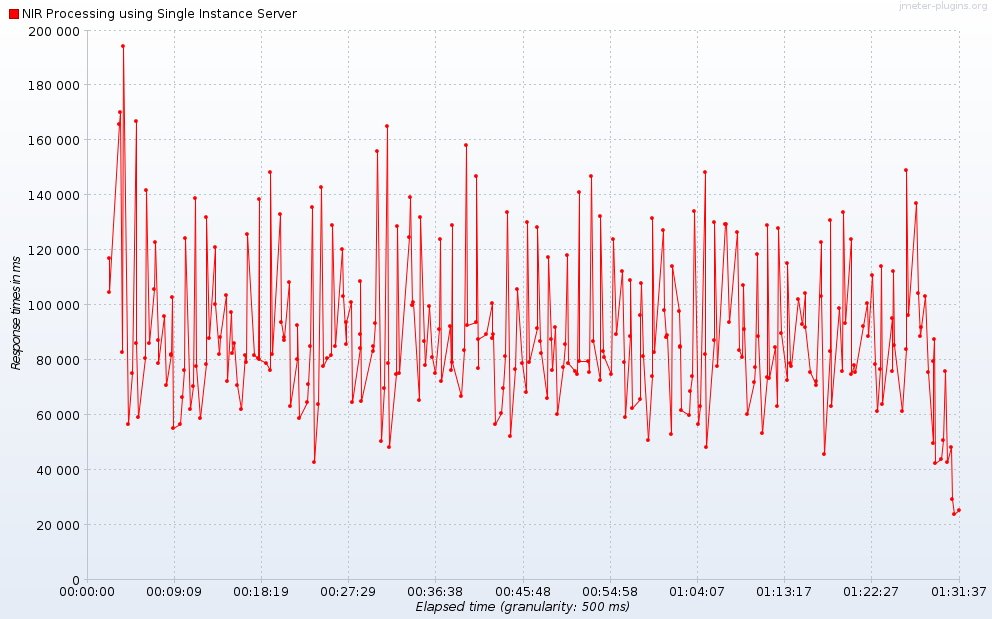 jmeter-plugins.org
NIR Processing using Single Instance Server
200 000
180 000
160 000
140 000
120 000
100 000
80 000
60 000
40 000
20 000
0
Response times in ms
00:00:00 00:09:09 00:18:19 00:27:29 00:36:38 00:45:48 00:54:58 01:04:07 01:13:17 01:22:27 01:31:37
Elapsed time (granularity: 500 ms)